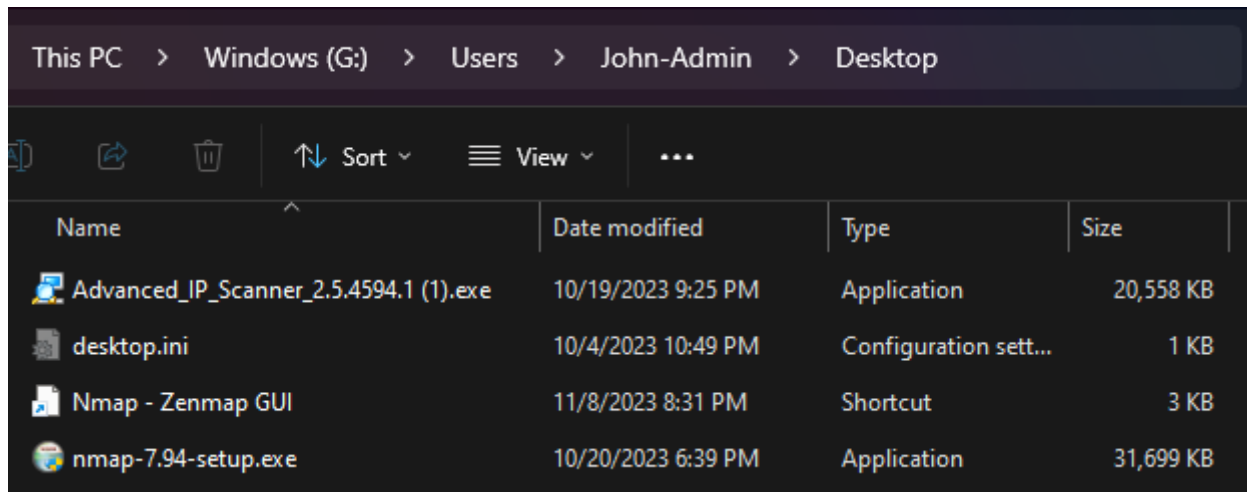 This PC > Windows (G:) > Users > John-Admin > Desktop
Sort View •••
Name Date modified Type Size
Advanced_IP_Scanner_2.5.4594.1 (1).exe 10/19/2023 9:25 PM Application 20,558 KB
desktop.ini 10/4/2023 10:49 PM Configuration sett... 1 KB
Nmap - Zenmap GUI 11/8/2023 8:31 PM Shortcut 3 KB
nmap-7.94-setup.exe 10/20/2023 6:39 PM Application 31,699 KB